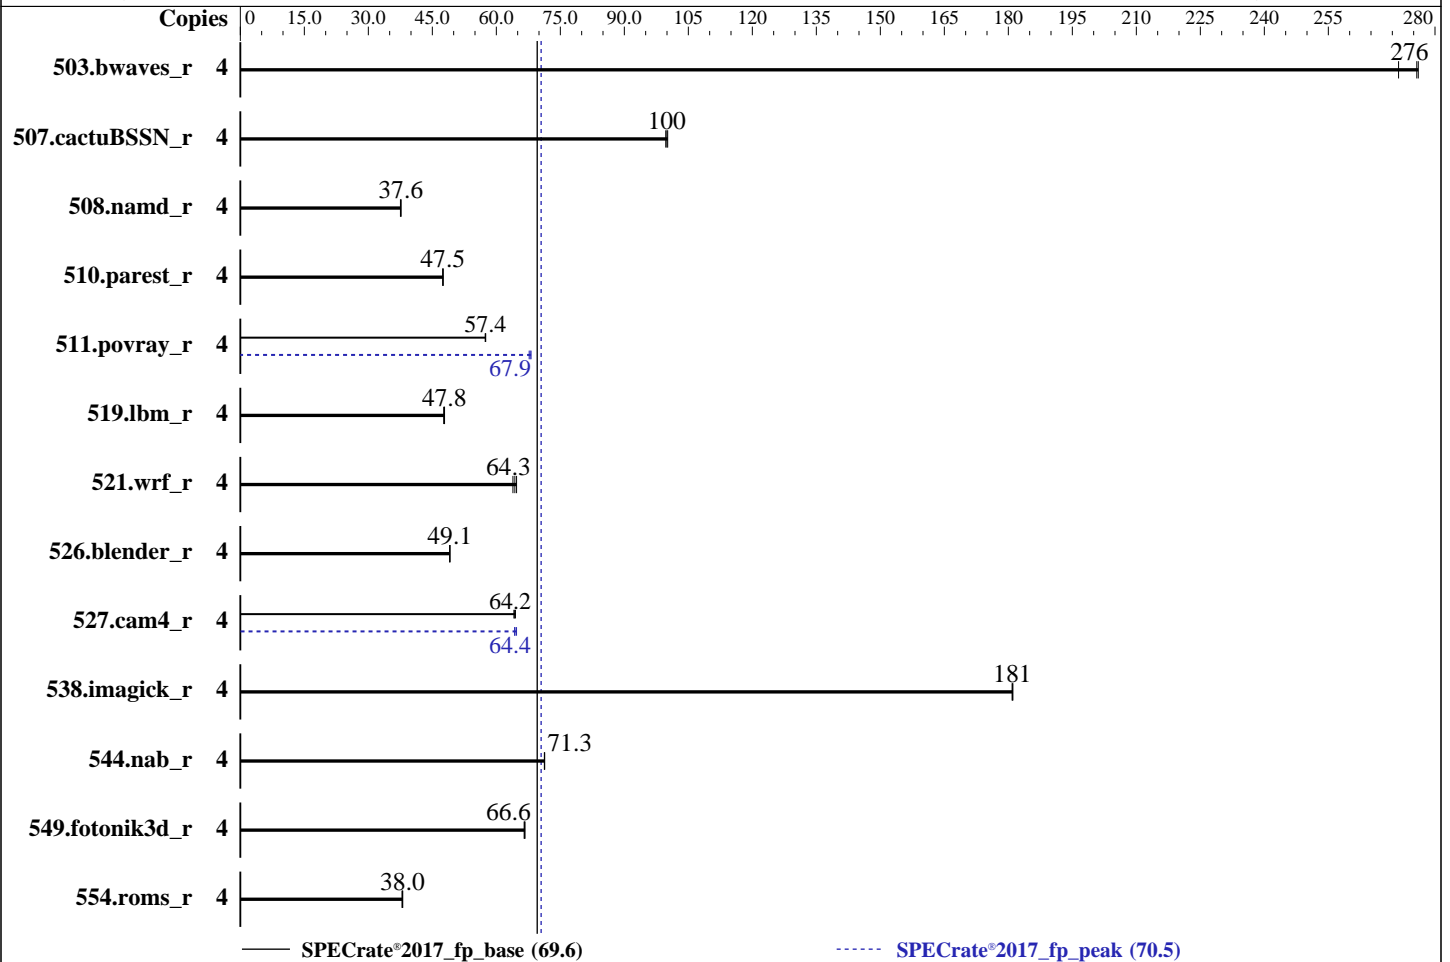 Copies 0 15.0 30.0 45.0 60.0 75.0 90.0 105 120 135 150 165 180 195 210 225 240 255 280
503.bwaves_r 4 276
507.cactuBSSN_r 4 100
508.namd_r 4 37.6
510.parest_r 4 47.5
511.povray_r 4 57.4
67.9
519.lbm_r 4 47.8
521.wrf_r 4 64.3
526.blender_r 4 49.1
527.cam4_r 4 64.2
64.4
538.imagick_r 4 181
544.nab_r 4 71.3
549.fotonik3d_r 4 66.6
554.roms_r 4 38.0
SPECrate®2017_fp_base (69.6) SPECrate®2017_fp_peak (70.5)